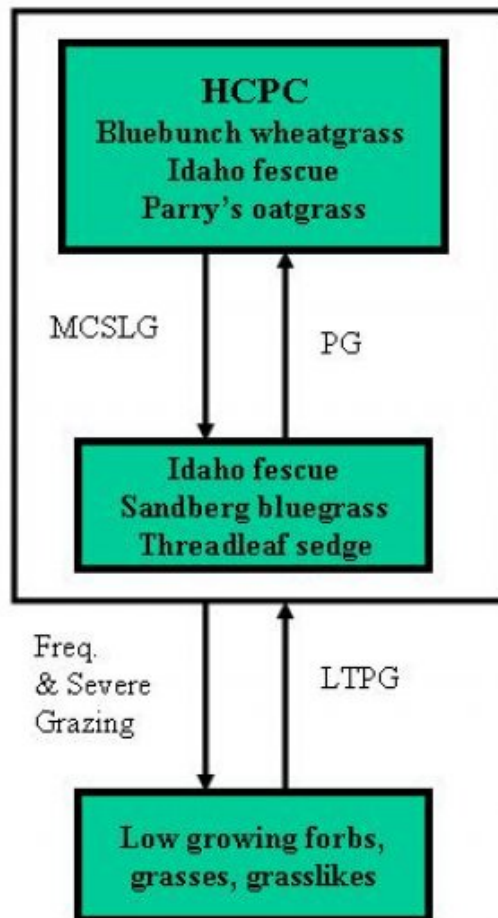 HCPC
Bluebunch wheatgrass
Idaho fescue
Parry's oatgrass
MCSLG
PG
Idaho fescue
Sandberg bluegrass
Threadleaf sedge
Freq.
& Severe
Grazing
LTPG
Low growing forbs,
grasses, grasslikes